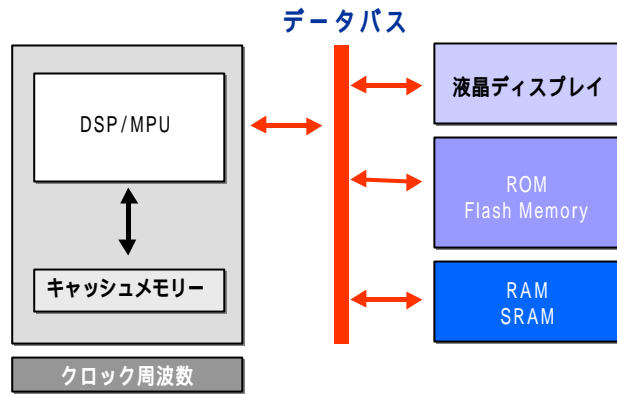 データバス
DSP/MPU
キャッシュメモリー
クロック周波数
液晶ディスプレイ
ROM
Flash Memory
RAM
SRAM